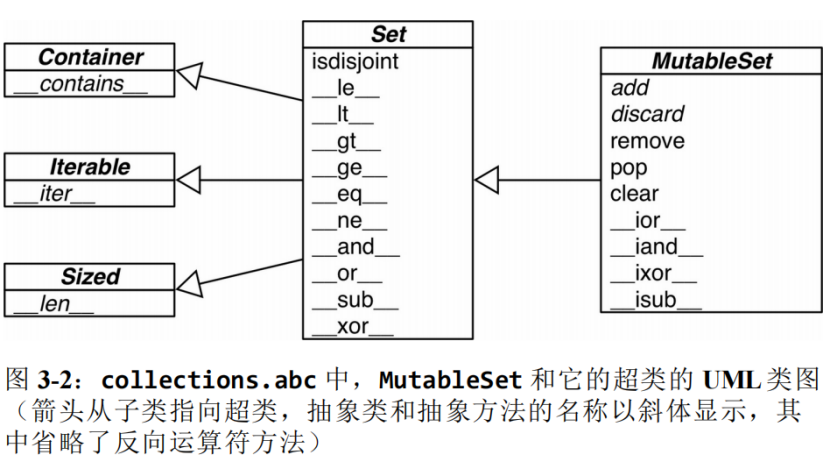 Container
__contains__
Iterable
__iter__
Sized
__len__
Set
isdisjoint
__le__
__lt__
__gt__
__ge__
__eq__
__ne__
__and__
__or__
__sub__
__xor__
MutableSet
add
discard
remove
pop
clear
__ior__
__iand__
__ixor__
__isub__
图 3-2：collections.abc 中，MutableSet 和它的超类的 UML 类图
（箭头从子类指向超类，抽象类和抽象方法的名称以斜体显示，其
中省略了反向运算符方法）